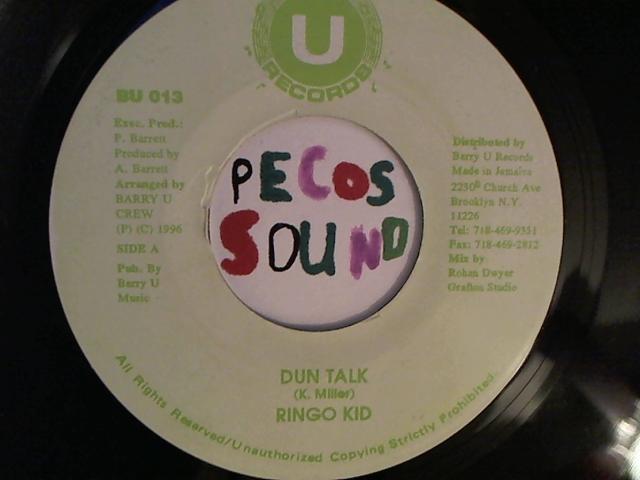 U
RECORDS
BU 013
Exec. Prod.:
P. Barrett
Produced by
A. Barrett
Arranged by
BARRY U
CREW
(P) (C) 1996
SIDE A
Pub. By
Barry U
Music
PECOS
SOUND
Distributed by
Barry U Records
Made in Jamaica
2230B Church Ave
Brooklyn N.Y.
11226
Tel: 718-469-9351
Fax: 718-469-2812
Mix by
Rohan Dwyer
Grafton Studio
DUN TALK
(K. Miller)
RINGO KID
All Rights Reserved/Unauthorized Copying Strictly Prohibited.